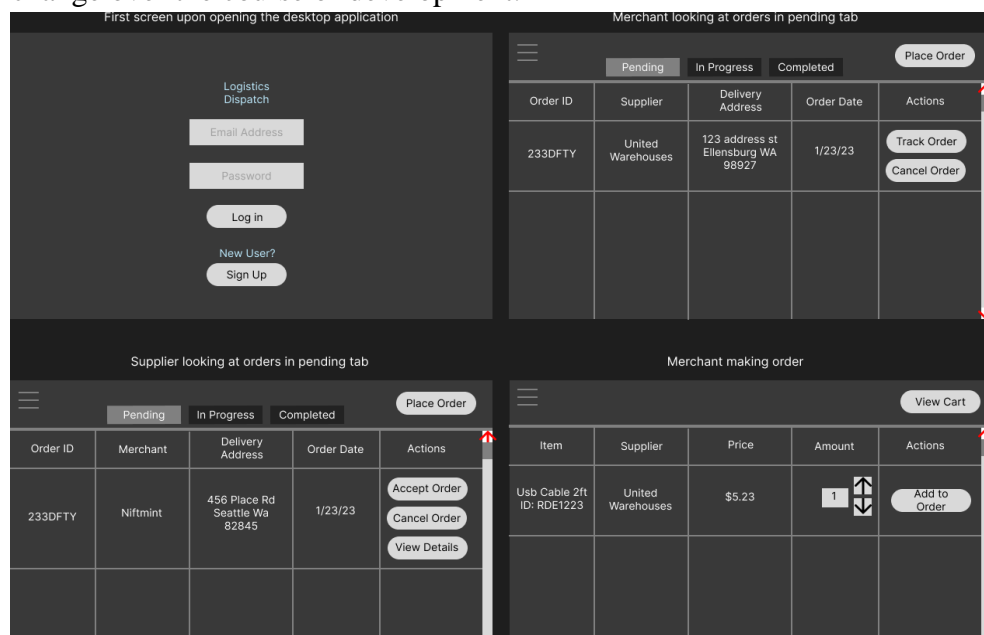 change over the course of development.
First screen upon opening the desktop application
Logistics
Dispatch
Email Address
Password
Log in
New User?
Sign Up
Merchant looking at orders in pending tab
Pending In Progress Completed Place Order
Order ID Supplier Delivery Address Order Date Actions
233DFTY United Warehouses 123 address st Ellensburg WA 98927 1/23/23 Track Order
Cancel Order
Supplier looking at orders in pending tab
Pending In Progress Completed Place Order
Order ID Merchant Delivery Address Order Date Actions
233DFTY Niftmint 456 Place Rd Seattle Wa 82845 1/23/23 Accept Order
Cancel Order
View Details
Merchant making order
View Cart
Item Supplier Price Amount Actions
Usb Cable 2ft ID: RDE1223 United Warehouses $5.23 1 Add to Order